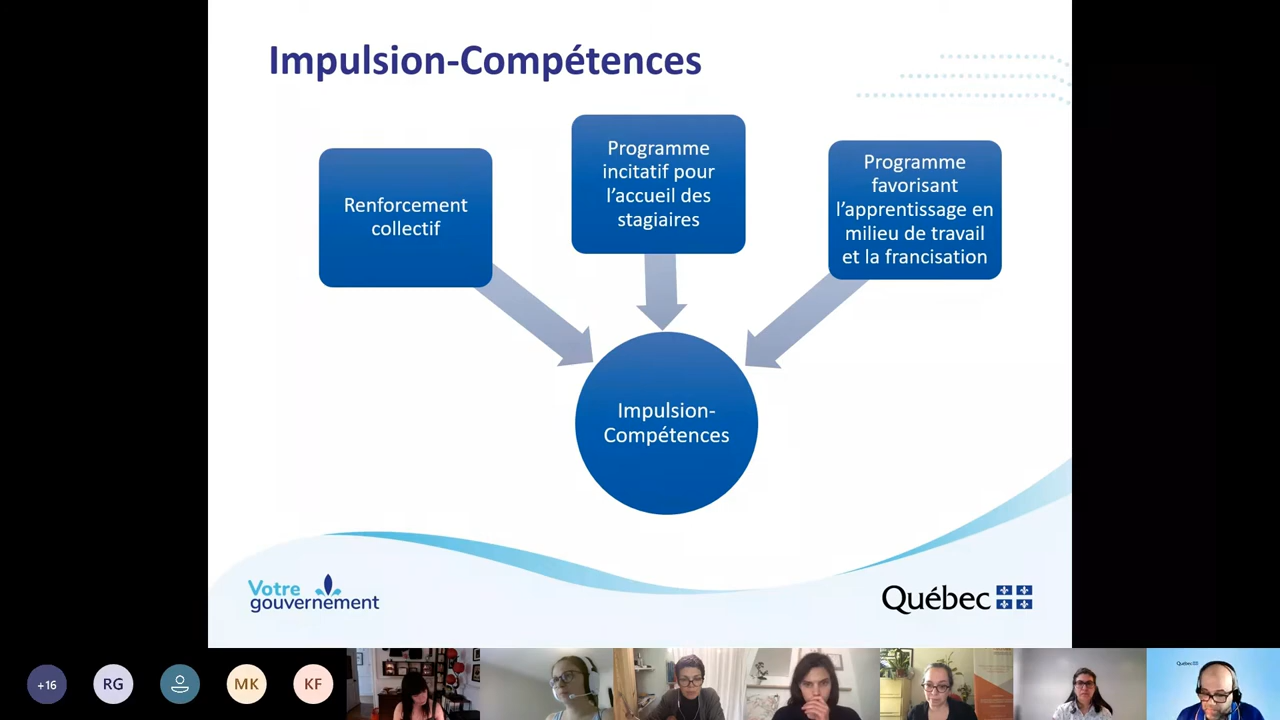 Impulsion-Compétences
Renforcement
collectif
Programme
incitatif pour
l’accueil des
stagiaires
Programme
favorisant
l’apprentissage en
milieu de travail
et la francisation
Impulsion-
Compétences
Votre
gouvernement
Québec
+16
RG
MK
KF
Québec